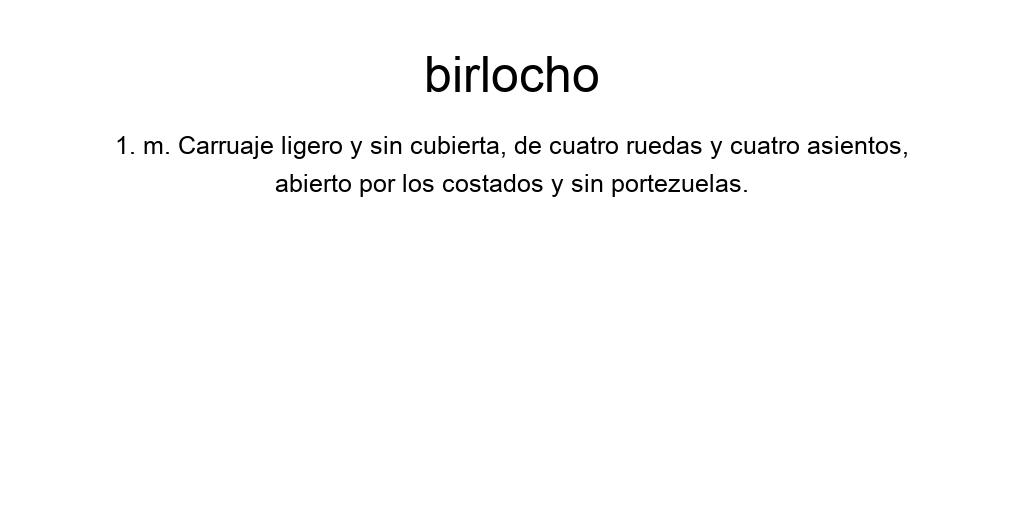 birlocho
1. m. Carruaje ligero y sin cubierta, de cuatro ruedas y cuatro asientos,
abierto por los costados y sin portezuelas.